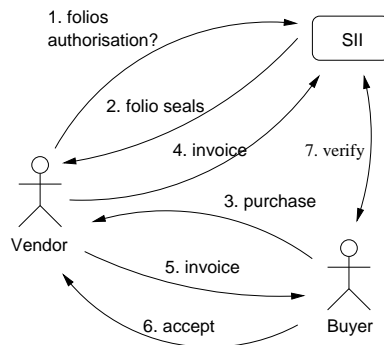 1. folios
authorisation?
SII
2. folio seals
4. invoice
7. verify
3. purchase
Vendor
5. invoice
6. accept
Buyer